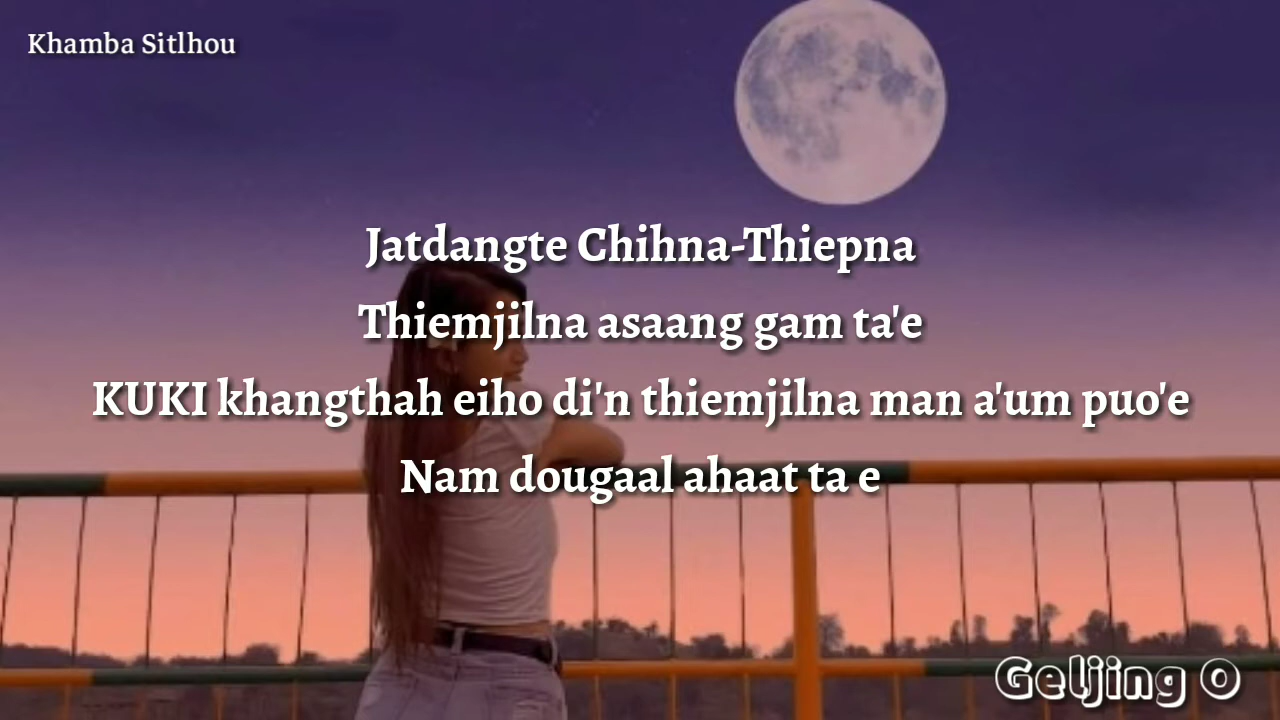 Khamba Sitlhou
Jatdangte Chihna-Thiepna
Thiemjilna asaang gam ta'e
KUKI khangthah eiho di'n thiemjilna man a'um puo'e
Nam dougaal ahaat ta e
Geljing O